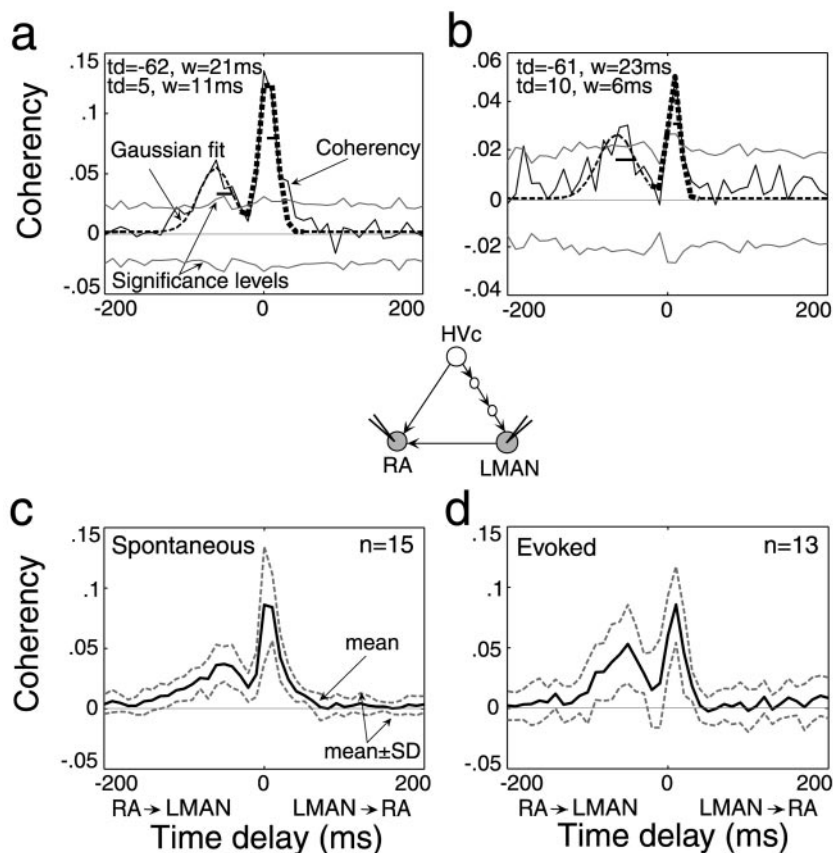 a
td=-62, w=21ms
td=5, w=11ms
Gaussian fit
Coherency
Significance levels
Coherency
.15
.1
.05
0
-.05
-200
0
200
b
td=-61, w=23ms
td=10, w=6ms
.06
.04
.02
0
-.02
-.04
-200
0
200
HVc
RA
LMAN
c
Spontaneous
n=15
mean
mean±SD
Coherency
.15
.1
.05
0
-.05
-200
0
200
RA→LMAN
LMAN→RA
Time delay (ms)
d
Evoked
n=13
.15
.1
.05
0
-.05
-200
0
200
RA→LMAN
LMAN→RA
Time delay (ms)